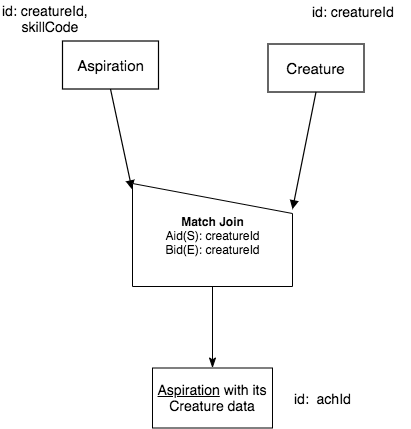 id: creatureId,
skillCode
id: creatureId
Aspiration
Creature
Match Join
Aid(S): creatureId
Bid(E): creatureId
Aspiration with its
Creature data
id: achId